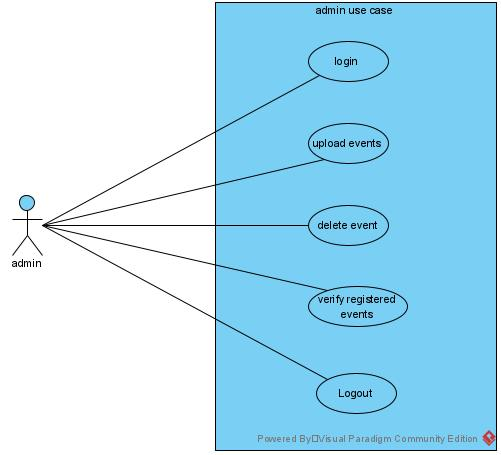 admin use case
login
upload events
delete event
admin
verify registered
events
Logout
Powered By□Visual Paradigm Community Edition